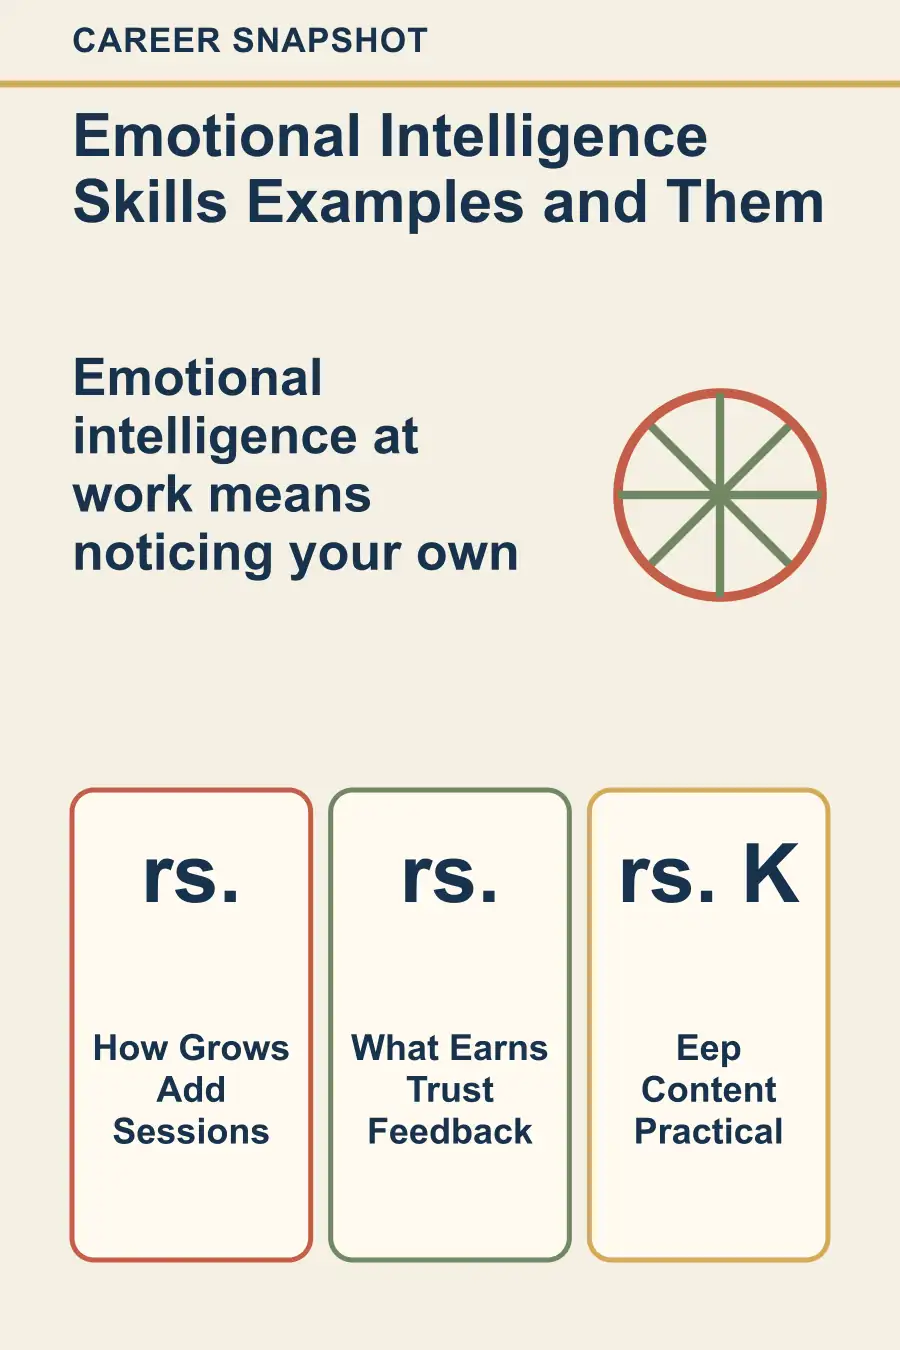 CAREER SNAPSHOT
Emotional Intelligence
Skills Examples and Them
Emotional
intelligence at
work means
noticing your own
rs.
How Grows
Add
Sessions
rs.
What Earns
Trust
Feedback
rs. K
Eep
Content
Practical